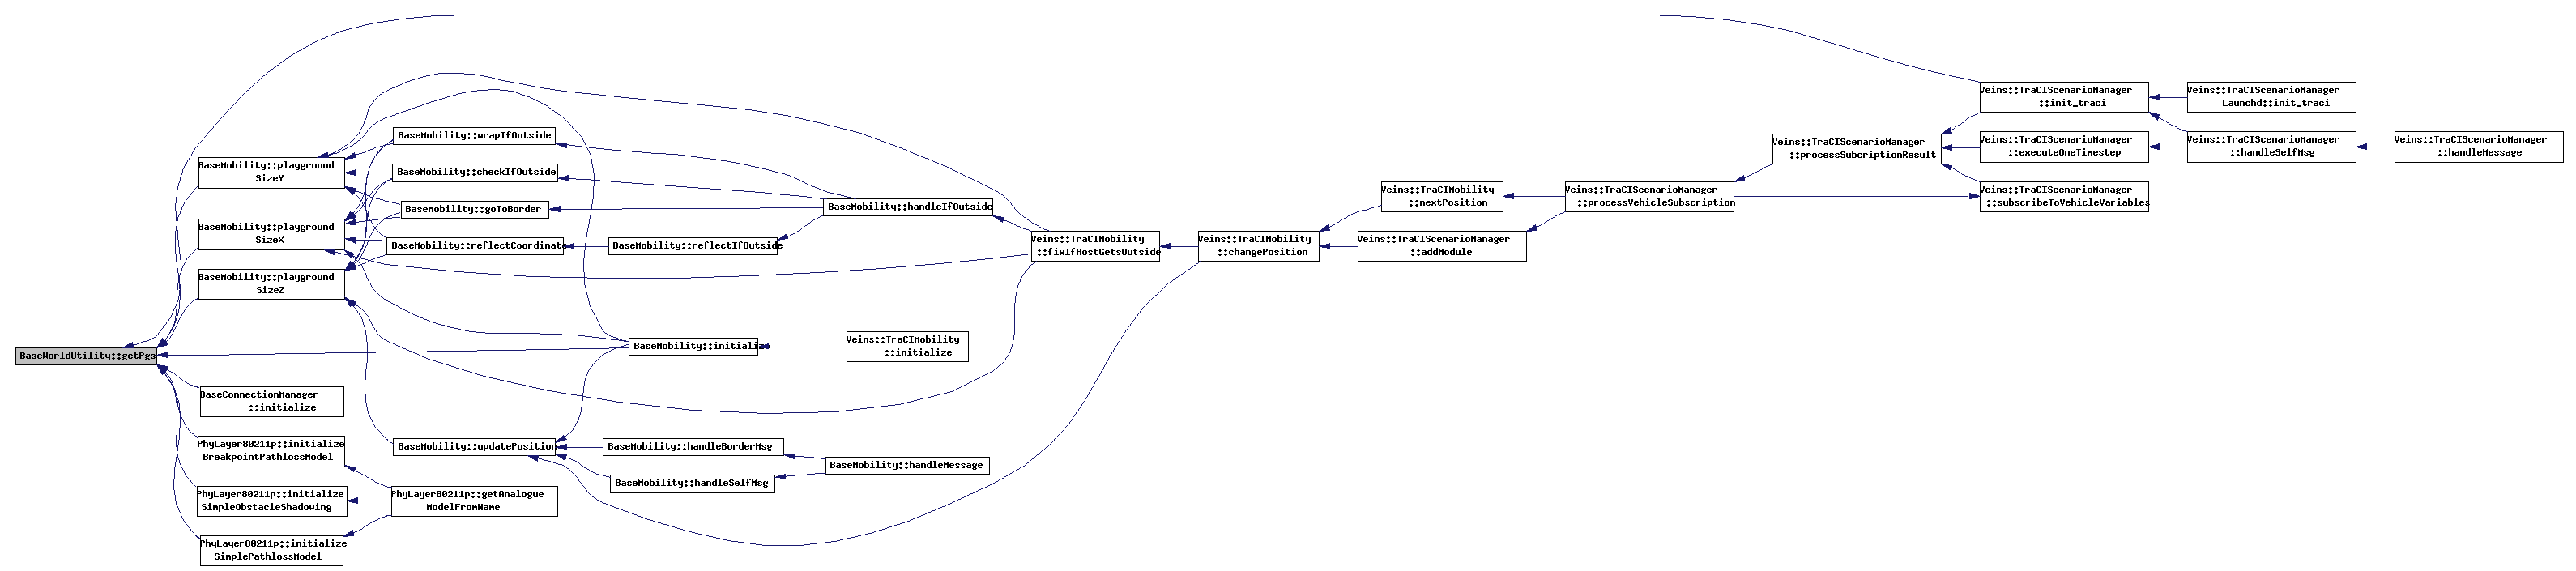 BaseWorldUtility::getPgs
BaseMobility::playground
SizeY
BaseMobility::playground
SizeX
BaseMobility::playground
SizeZ
BaseConnectionManager
::initialize
PhyLayer80211p::initialize
BreakpointPathlossModel
PhyLayer80211p::initialize
SimpleObstacleShadowing
PhyLayer80211p::initialize
SimplePathlossModel
BaseMobility::wrapIfOutside
BaseMobility::checkIfOutside
BaseMobility::goToBorder
BaseMobility::reflectCoordinate
BaseMobility::updatePosition
PhyLayer80211p::getAnalogue
ModelFromName
BaseMobility::reflectIfOutside
BaseMobility::initialize
BaseMobility::handleBorderMsg
BaseMobility::handleSelfMsg
BaseMobility::handleIfOutside
Veins::TraCIMobility
::initialize
BaseMobility::handleMessage
Veins::TraCIMobility
::fixIfHostGetsOutside
Veins::TraCIMobility
::changePosition
Veins::TraCIMobility
::nextPosition
Veins::TraCIScenarioManager
::addModule
Veins::TraCIScenarioManager
::processVehicleSubscription
Veins::TraCIScenarioManager
::processSubcriptionResult
Veins::TraCIScenarioManager
::init_traci
Veins::TraCIScenarioManager
::executeOneTimestep
Veins::TraCIScenarioManager
::subscribeToVehicleVariables
Veins::TraCIScenarioManager
Launchd::init_traci
Veins::TraCIScenarioManager
::handleSelfMsg
Veins::TraCIScenarioManager
::handleMessage